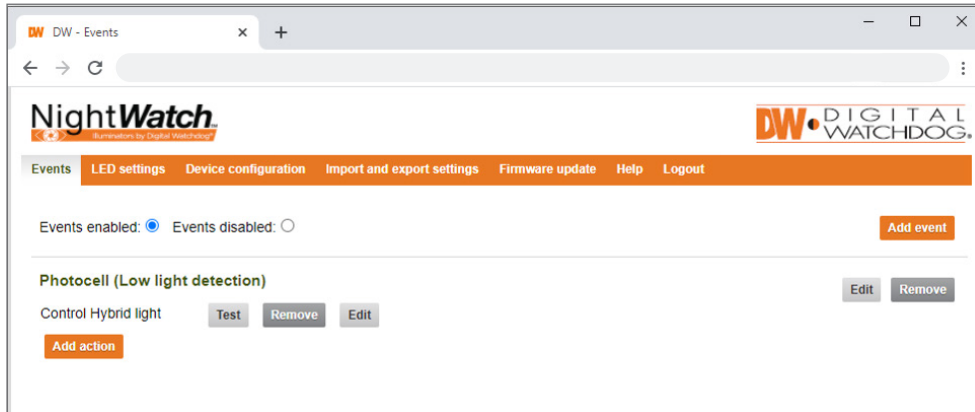 DW DW - Events
NightWatch™
Illuminators by Digital Watchdog®
DW DIGITAL WATCHDOG®
Events LED settings Device configuration Import and export settings Firmware update Help Logout
Events enabled: Events disabled: Add event
Photocell (Low light detection) Edit Remove
Control Hybrid light Test Remove Edit
Add action